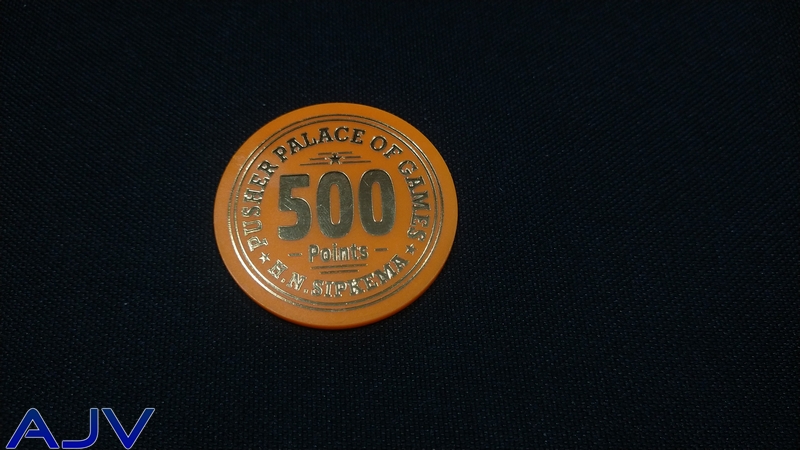 PUSHER PALACE OF GAMES
500
Points
H.N. SIPKEMA
AJV